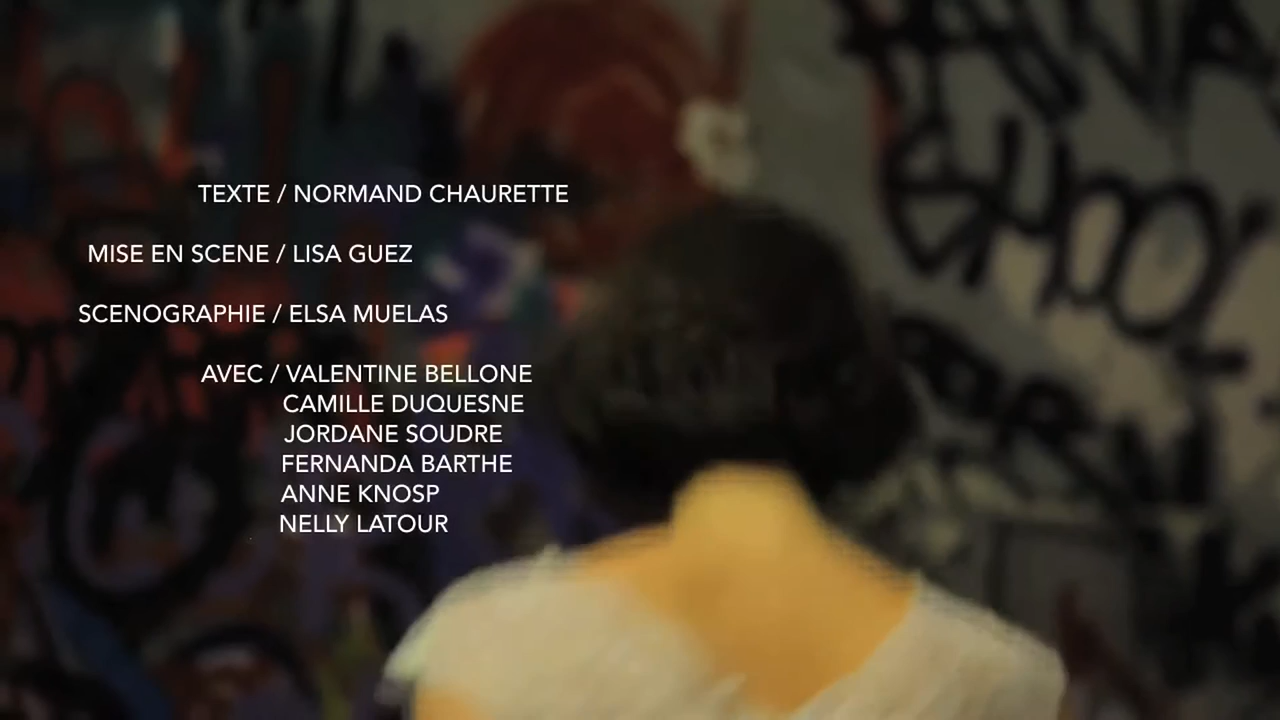 TEXTE / NORMAND CHAURETTE
MISE EN SCENE / LISA GUEZ
SCENOGRAPHIE / ELSA MUELAS
AVEC / VALENTINE BELLONE
CAMILLE DUQUESNE
JORDANE SOUDRE
FERNANDA BARTHE
ANNE KNOSP
NELLY LATOUR